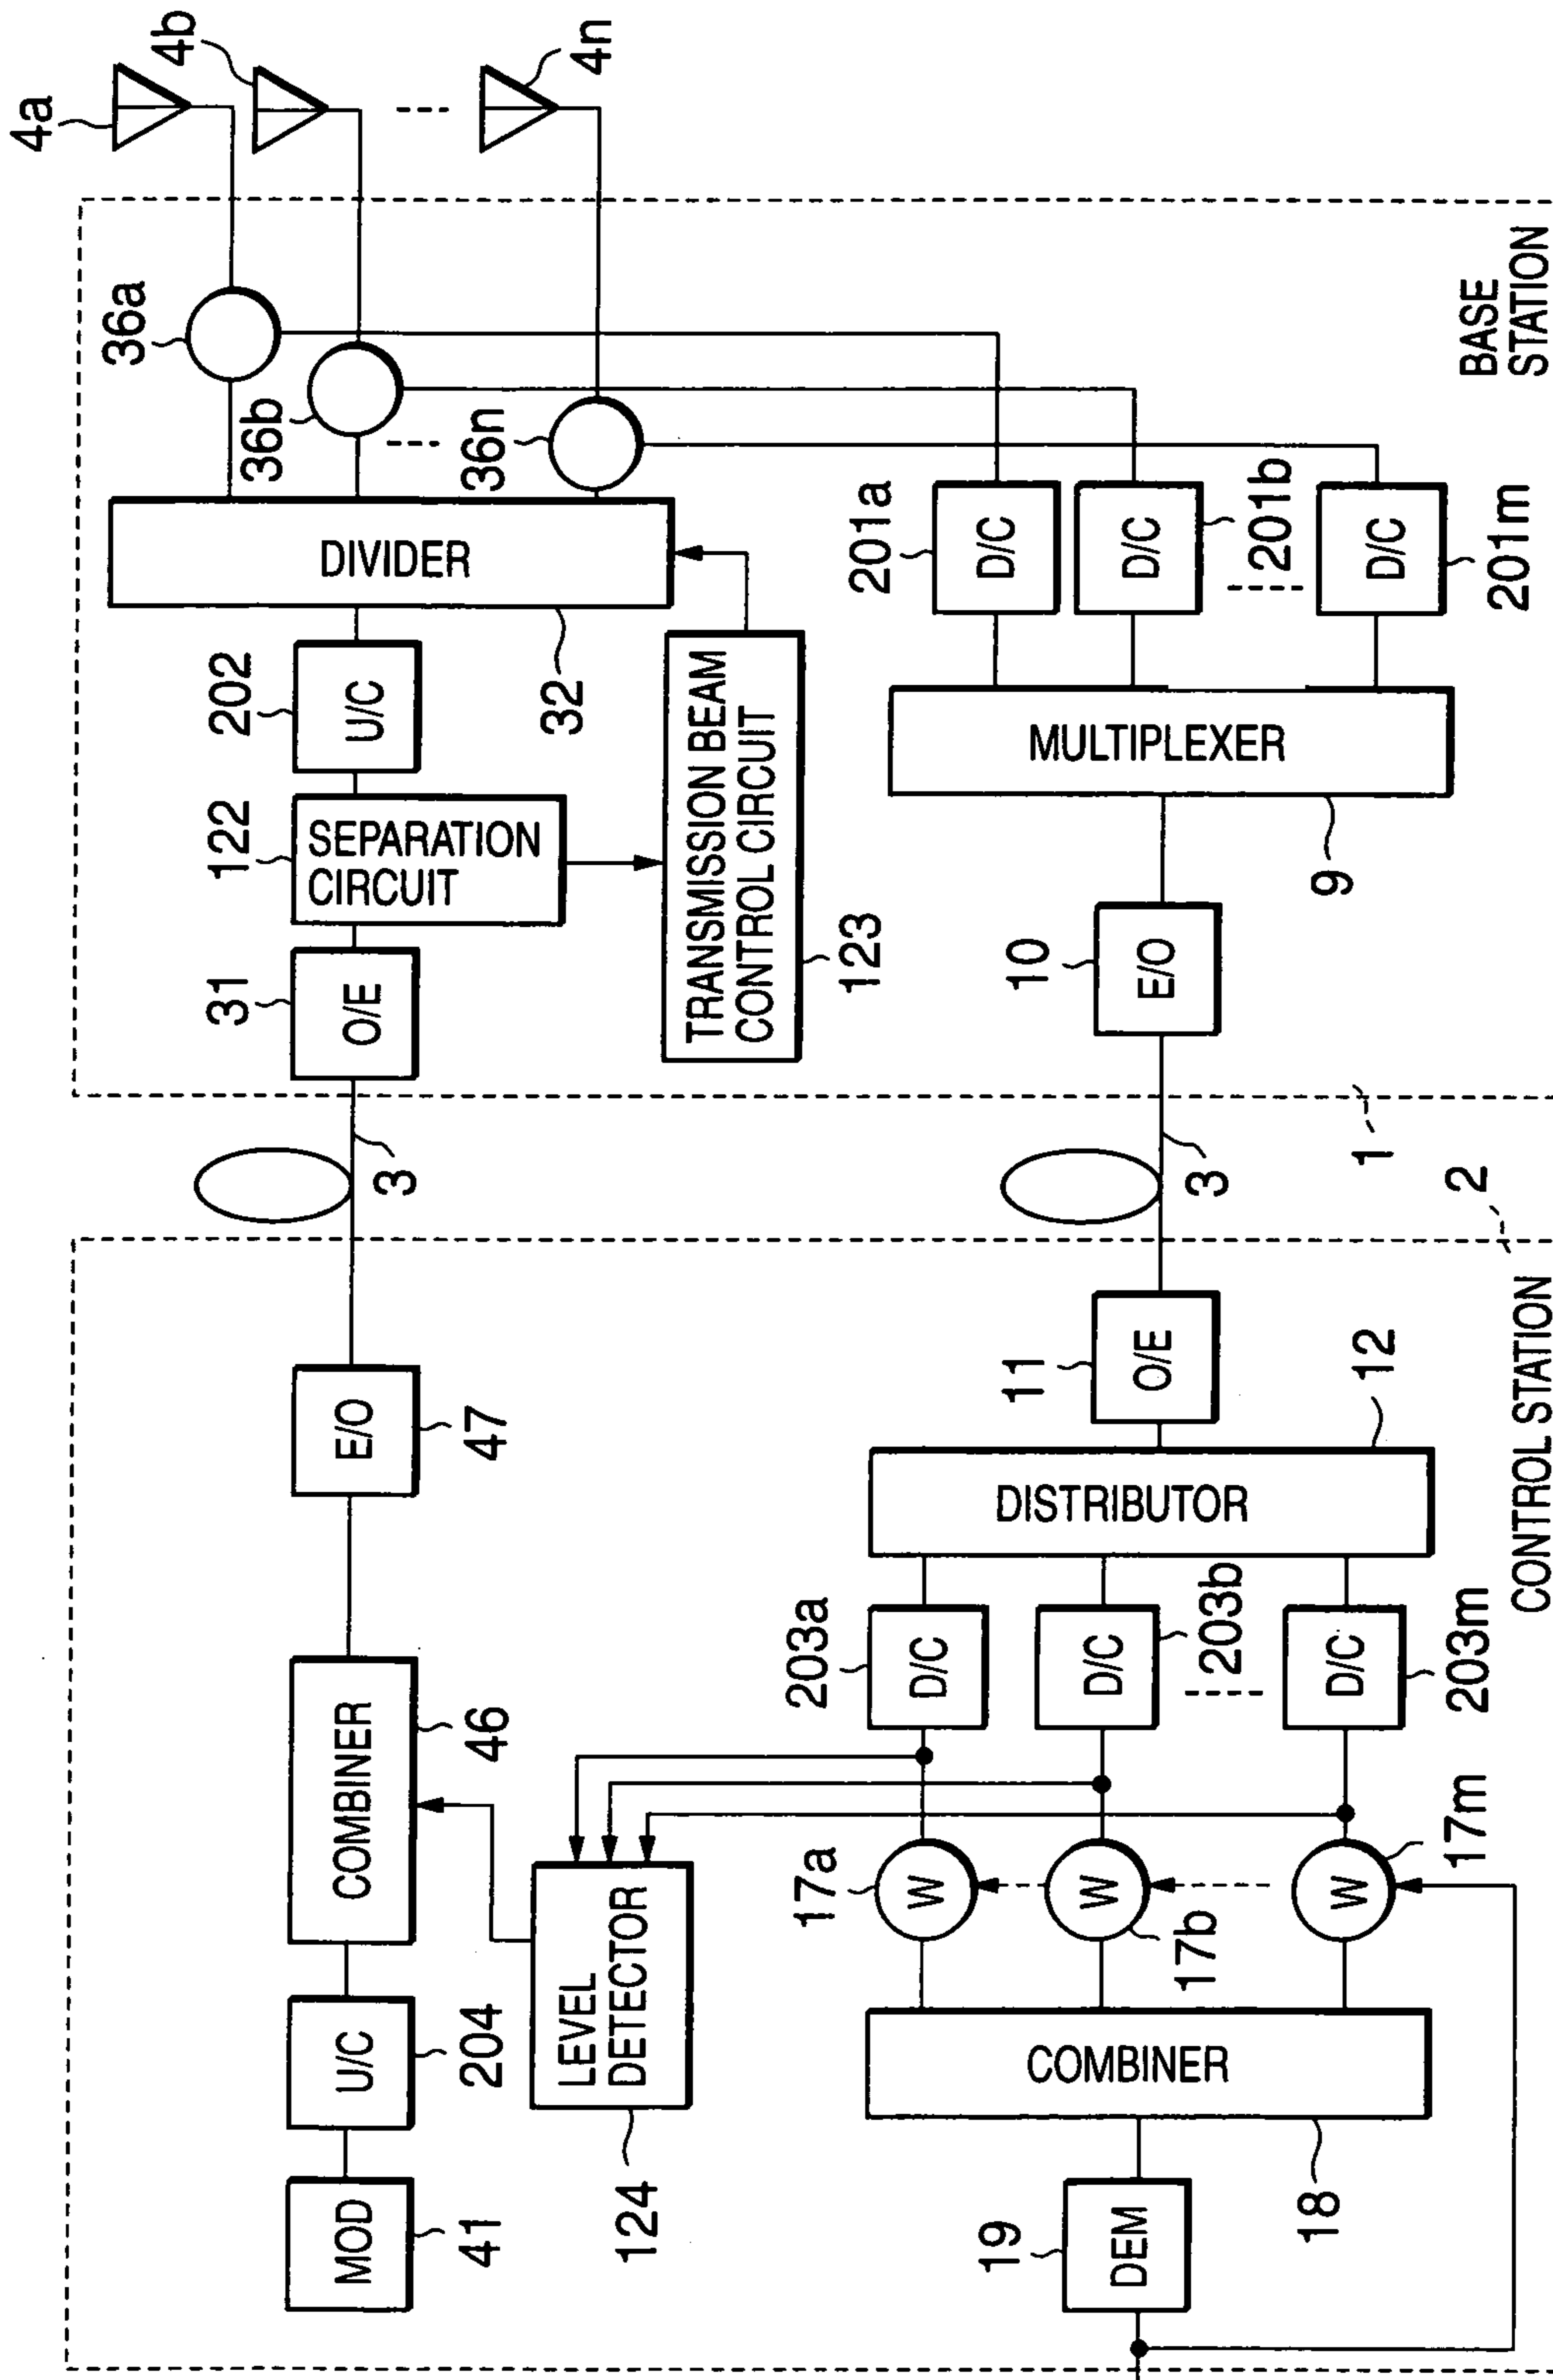 4a
4b
4n
36a
36b
36n
DIVIDER
32
202
U/C
122
SEPARATION
CIRCUIT
31
O/E
TRANSMISSION BEAM
CONTROL CIRCUIT
123
201a
D/C
D/C
201b
D/C
201m
MULTIPLEXER
9
10
E/O
BASE
STATION
1
3
3
2
47
E/O
46
COMBINER
204
U/C
41
MOD
LEVEL
DETECTOR
124
11
O/E
12
DISTRIBUTOR
203a
D/C
D/C
203b
D/C
203m
17a
W
W
17b
W
17m
COMBINER
18
19
DEM
CONTROL STATION